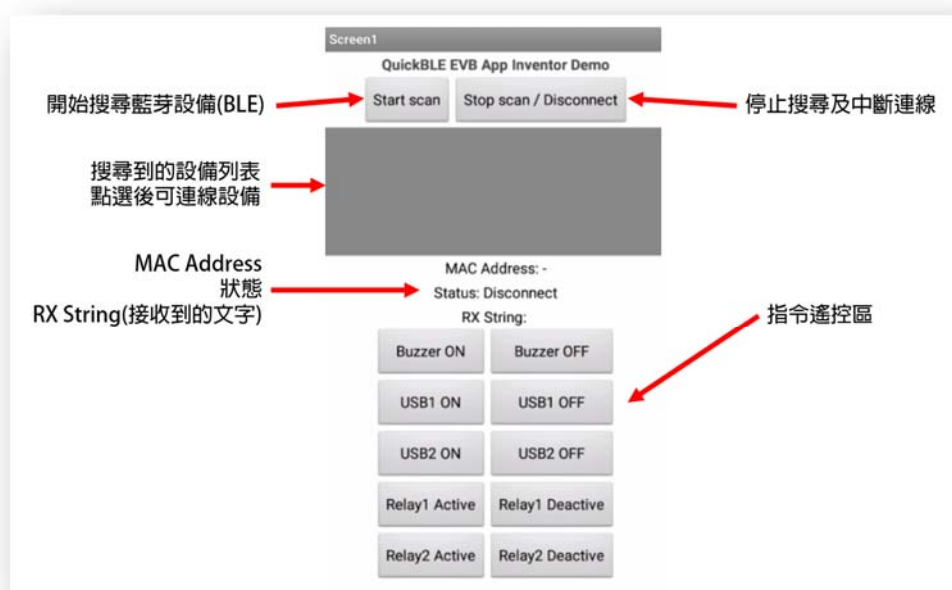 Screen1
QuickBLE EVB App Inventor Demo
開始搜尋藍芽設備(BLE)
Start scan
Stop scan / Disconnect
停止搜尋及中斷連線
搜尋到的設備列表
點選後可連線設備
MAC Address
狀態
RX String(接收到的文字)
MAC Address: -
Status: Disconnect
RX String:
指令遙控區
Buzzer ON
Buzzer OFF
USB1 ON
USB1 OFF
USB2 ON
USB2 OFF
Relay1 Active
Relay1 Deactive
Relay2 Active
Relay2 Deactive